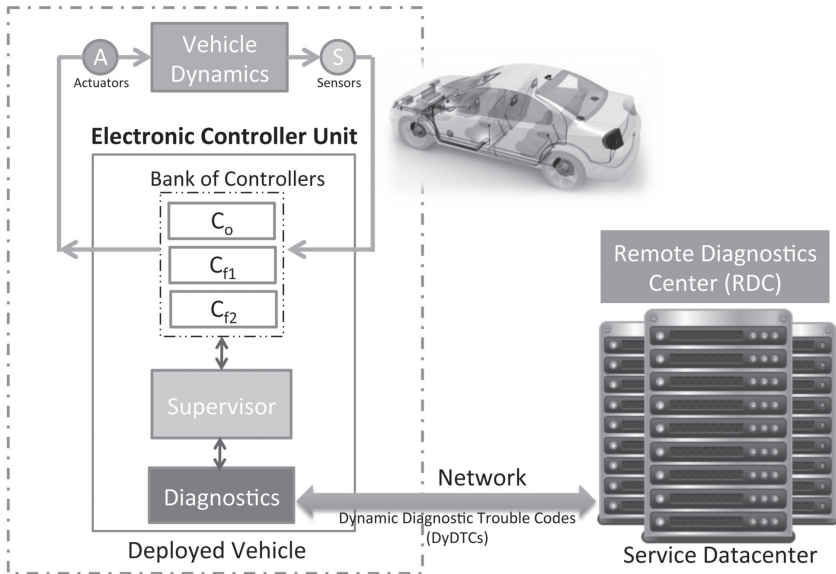 Vehicle
Dynamics
A
S
Actuators
Sensors
Electronic Controller Unit
Bank of Controllers
Co
Cf1
Cf2
Supervisor
Diagnostics
Deployed Vehicle
Network
Dynamic Diagnostic Trouble Codes
(DyDTCs)
Remote Diagnostics
Center (RDC)
Service Datacenter